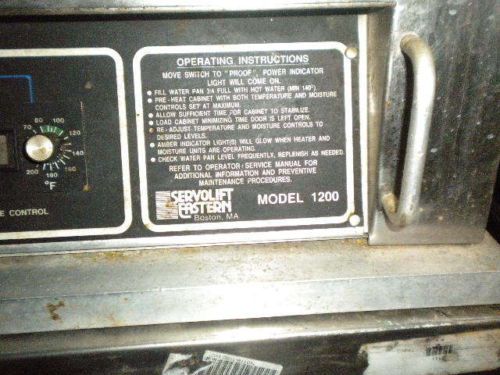 OPERATING INSTRUCTIONS
MOVE SWITCH TO "PROOF", POWER INDICATOR
LIGHT WILL COME ON.
● FILL WATER PAN 3/4 FULL WITH HOT WATER (MIN 140°)
● PRE-HEAT CABINET WITH BOTH TEMPERATURE AND MOISTURE
CONTROLS SET AT MAXIMUM.
● ALLOW SUFFICIENT TIME FOR CABINET TO STABILIZE.
● LOAD CABINET MINIMIZING TIME DOOR IS LEFT OPEN.
● RE-ADJUST TEMPERATURE AND MOISTURE CONTROLS TO
DESIRED LEVELS.
● AMBER INDICATOR LIGHT(S) WILL GLOW WHEN HEATER AND
MOISTURE UNITS ARE OPERATING.
● CHECK WATER PAN LEVEL FREQUENTLY, REPLENISH AS NEEDED.
REFER TO OPERATOR/SERVICE MANUAL FOR
ADDITIONAL INFORMATION AND PREVENTIVE
MAINTENANCE PROCEDURES.
SERVOLIFT
EASTERN
Boston, MA
MODEL 1200
70 80 100 120 140 160 180 200
°F
E CONTROL